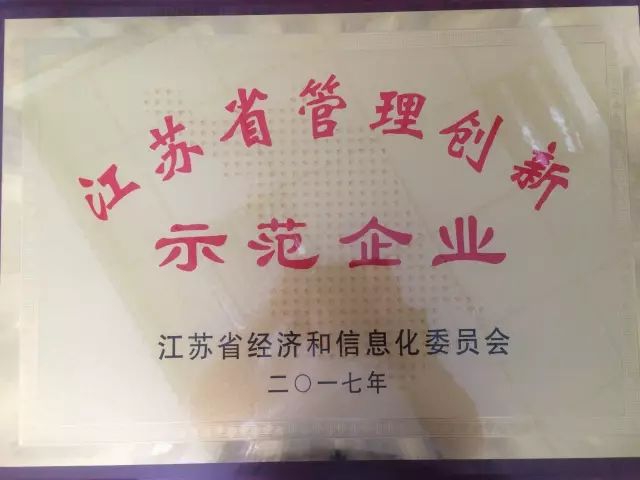 江苏省管理创新
示范企业
江苏省经济和信息化委员会
二〇一七年